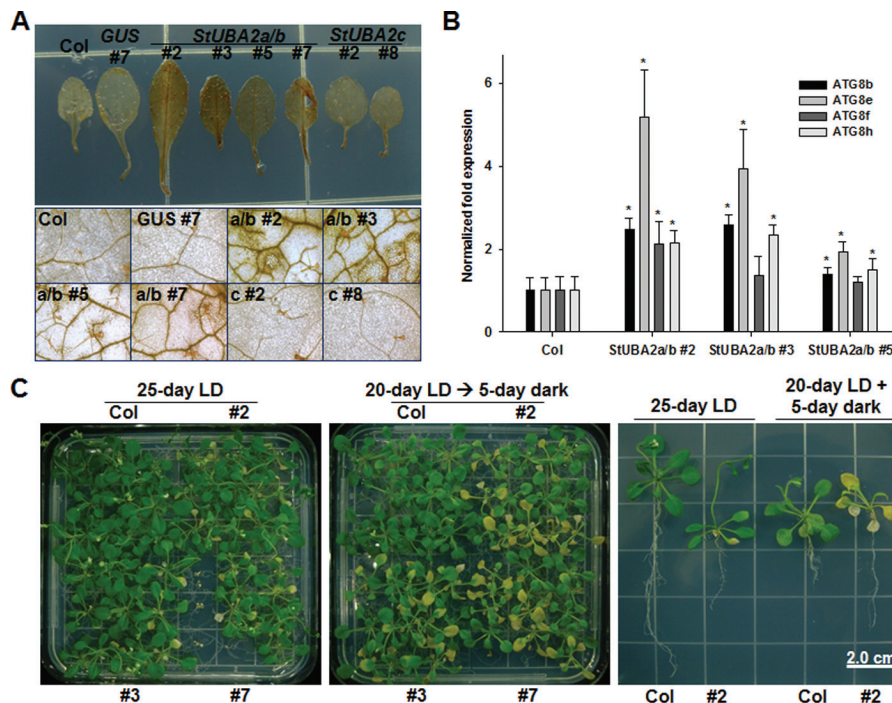 A
Col GUS StUBA2a/b StUBA2c
#7 #2 #3 #5 #7 #2 #8
Col GUS #7 a/b #2 a/b #3
a/b #5 a/b #7 c #2 c #8
B
Normalized fold expression
6
4
2
0
ATG8b
ATG8e
ATG8f
ATG8h
* * * * * * * * * *
Col StUBA2a/b #2 StUBA2a/b #3 StUBA2a/b #5
C
25-day LD
Col #2
#3 #7
20-day LD → 5-day dark
Col #2
#3 #7
25-day LD
20-day LD +
5-day dark
2.0 cm
Col #2 Col #2